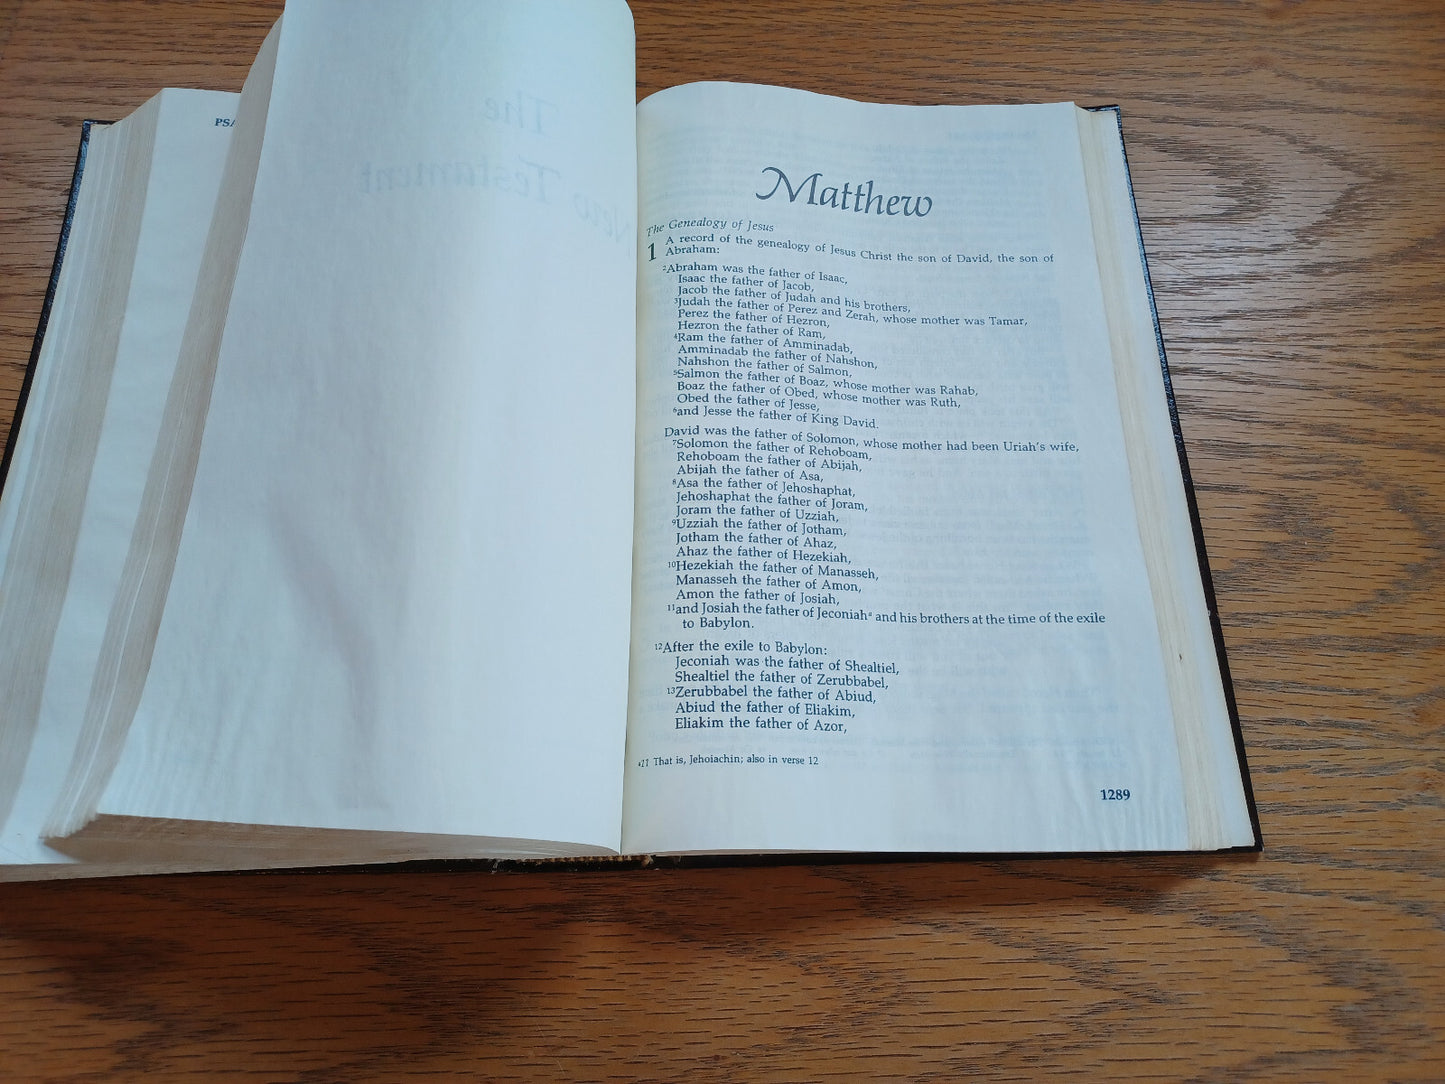 PSA
The
New Testament
Matthew
The Genealogy of Jesus
1 A record of the genealogy of Jesus Christ the son of David, the son of
Abraham:
2Abraham was the father of Isaac,
Isaac the father of Jacob,
Jacob the father of Judah and his brothers,
3Judah the father of Perez and Zerah, whose mother was Tamar,
Perez the father of Hezron,
Hezron the father of Ram,
4Ram the father of Amminadab,
Amminadab the father of Nahshon,
Nahshon the father of Salmon,
5Salmon the father of Boaz, whose mother was Rahab,
Boaz the father of Obed, whose mother was Ruth,
Obed the father of Jesse,
6and Jesse the father of King David.
David was the father of Solomon, whose mother had been Uriah's wife,
7Solomon the father of Rehoboam,
Rehoboam the father of Abijah,
Abijah the father of Asa,
8Asa the father of Jehoshaphat,
Jehoshaphat the father of Joram,
Joram the father of Uzziah,
9Uzziah the father of Jotham,
Jotham the father of Ahaz,
Ahaz the father of Hezekiah,
10Hezekiah the father of Manasseh,
Manasseh the father of Amon,
Amon the father of Josiah,
11and Josiah the father of Jeconiahª and his brothers at the time of the exile
to Babylon.
12After the exile to Babylon:
Jeconiah was the father of Shealtiel,
Shealtiel the father of Zerubbabel,
13Zerubbabel the father of Abiud,
Abiud the father of Eliakim,
Eliakim the father of Azor,
ª11 That is, Jehoiachin; also in verse 12
1289